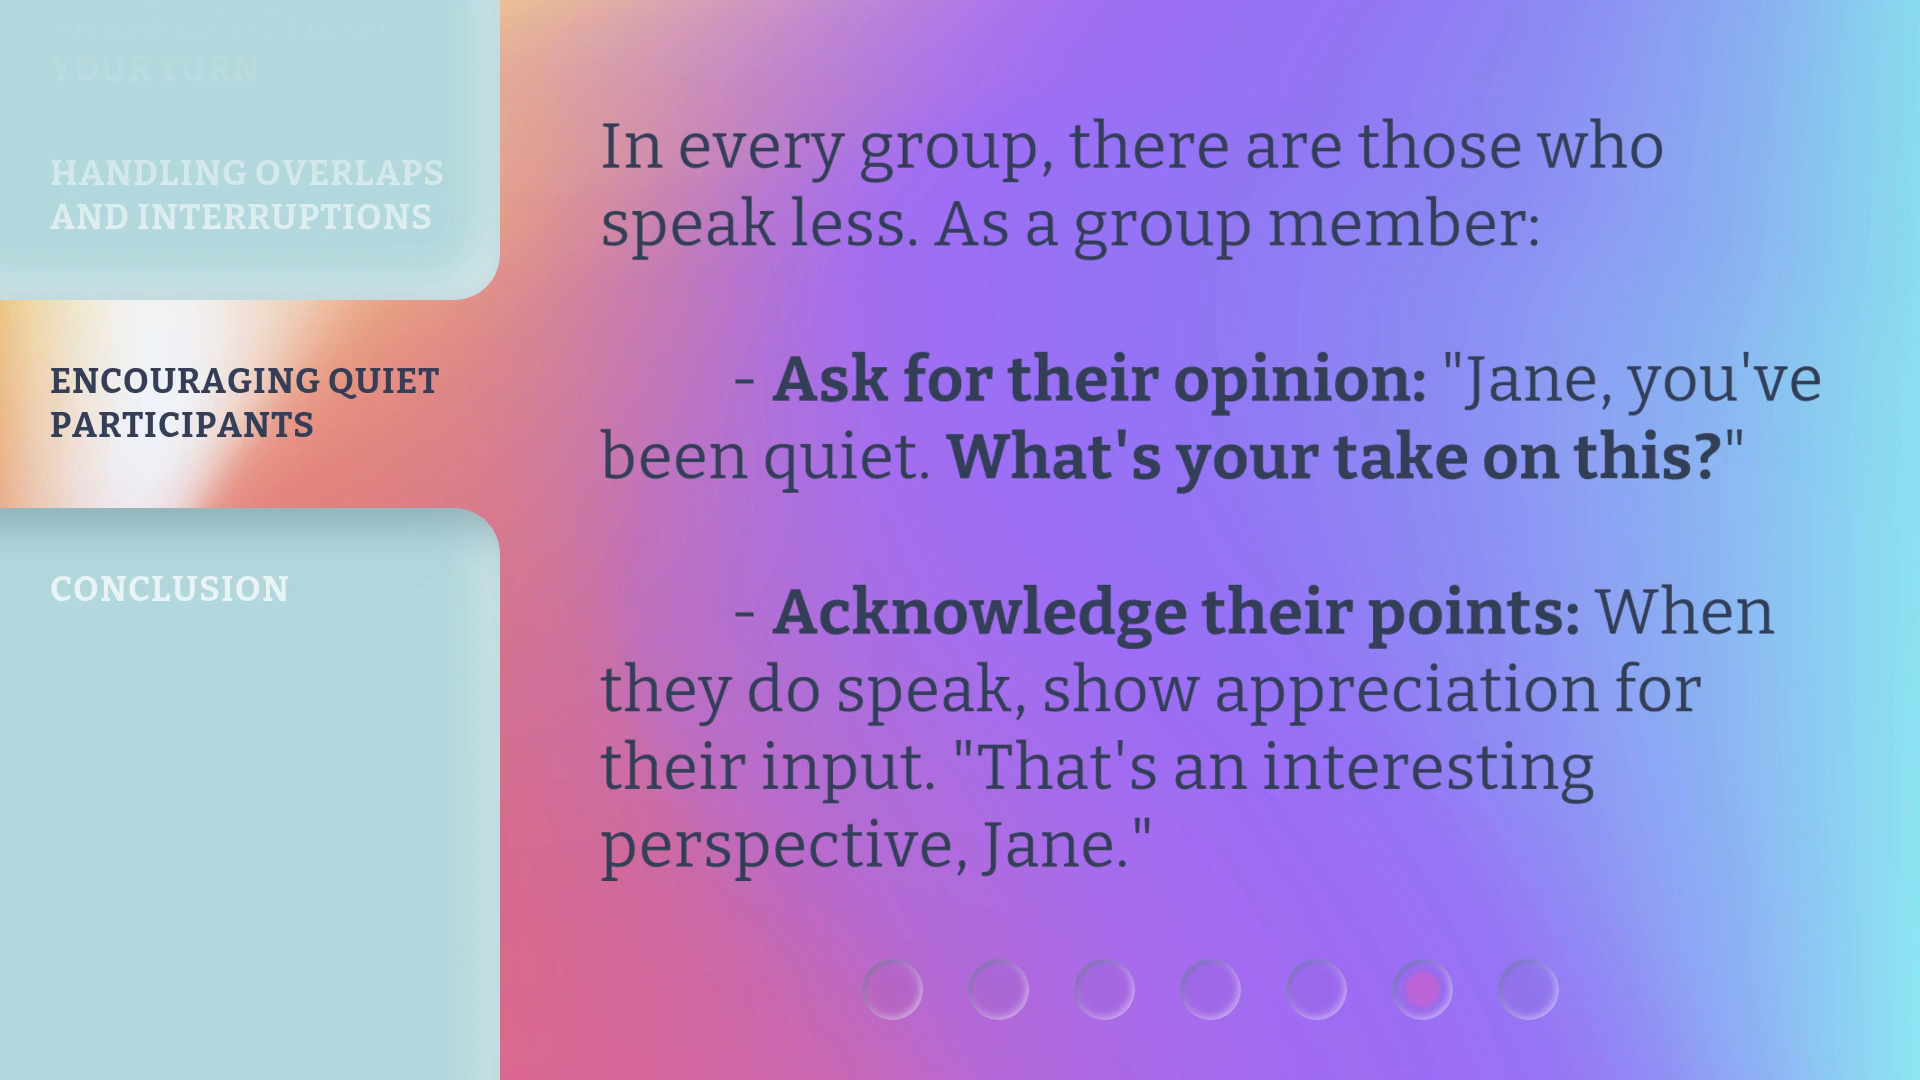 YOUR TURN
HANDLING OVERLAPS
AND INTERRUPTIONS
ENCOURAGING QUIET
PARTICIPANTS
CONCLUSION
In every group, there are those who
speak less. As a group member:
- Ask for their opinion: "Jane, you've
been quiet. What's your take on this?"
- Acknowledge their points: When
they do speak, show appreciation for
their input. "That's an interesting
perspective, Jane."